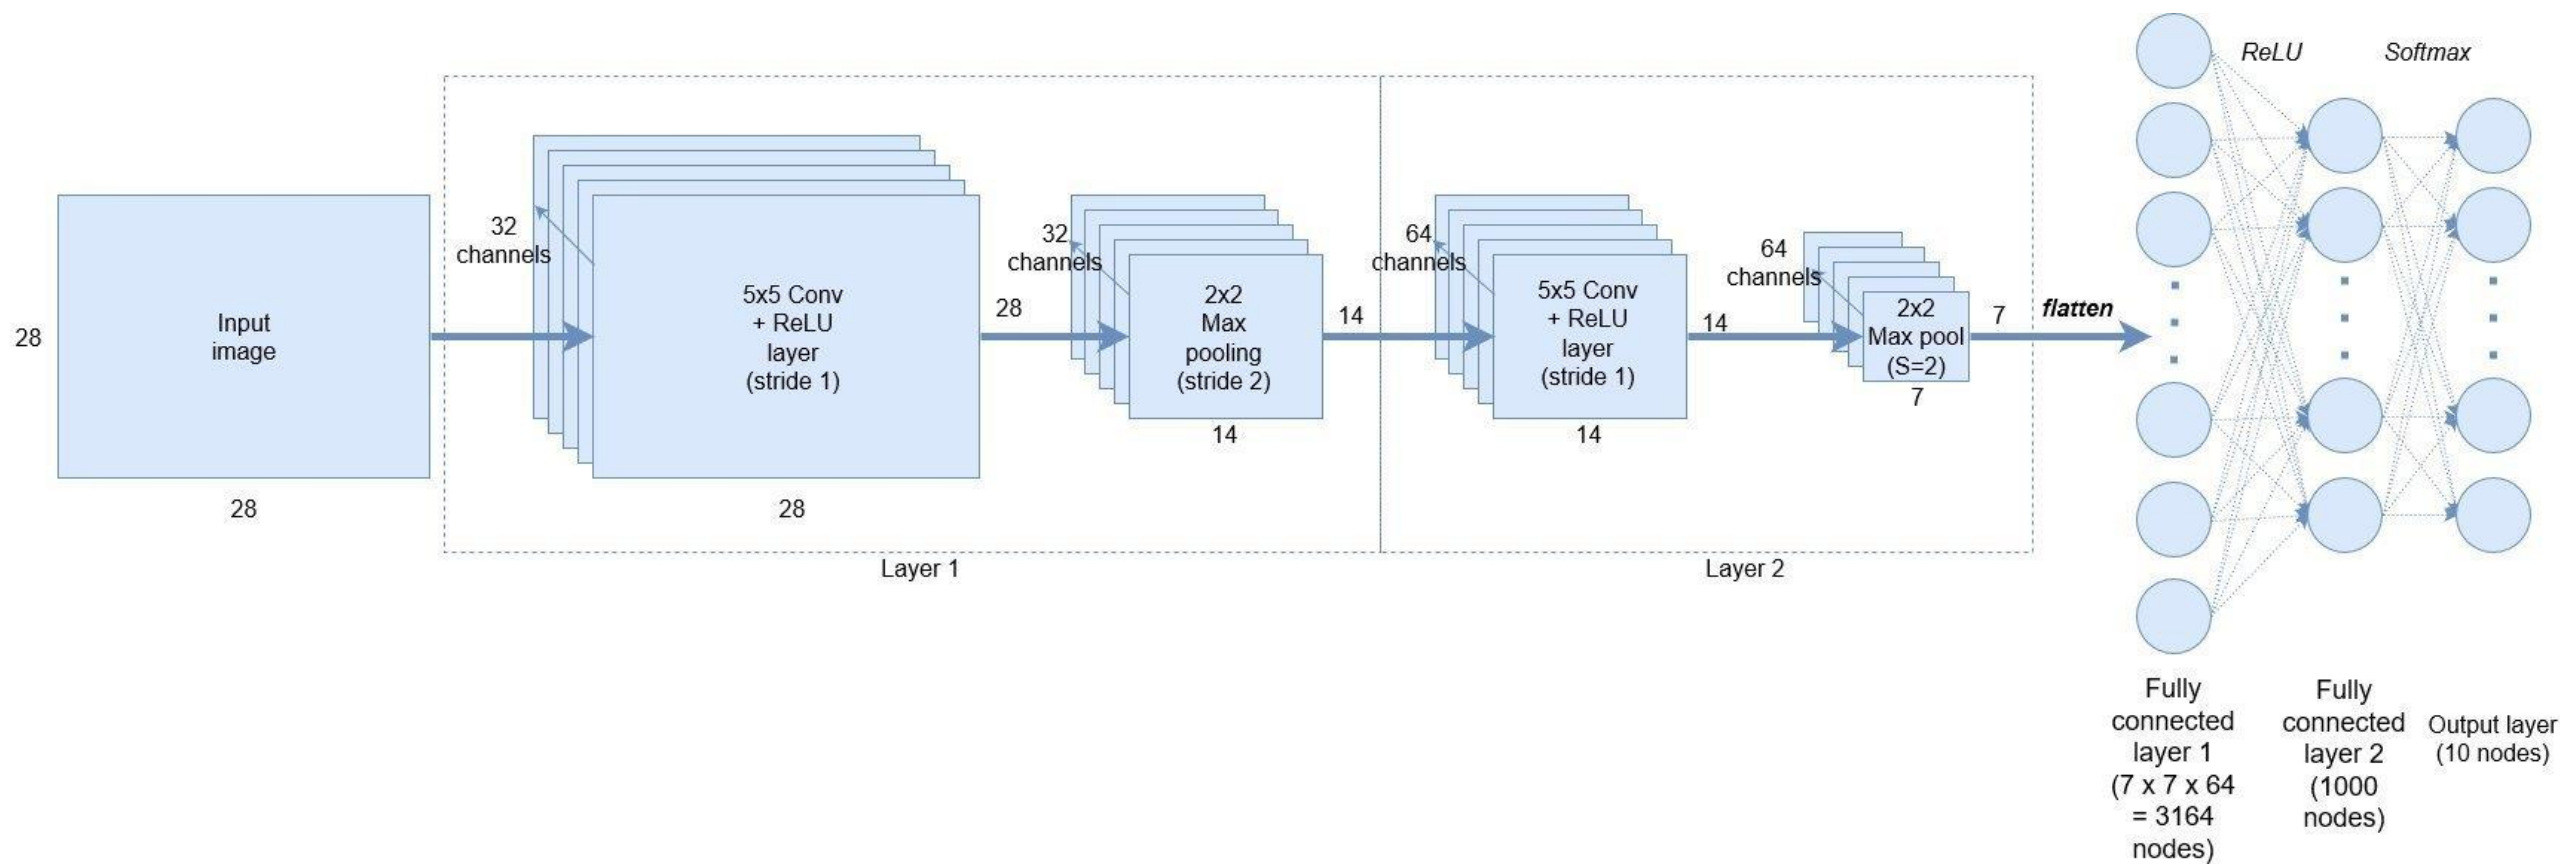 28
Input
image
28
32
channels
5x5 Conv
+ ReLU
layer
(stride 1)
28
28
32
channels
2x2
Max
pooling
(stride 2)
14
14
Layer 1
64
channels
5x5 Conv
+ ReLU
layer
(stride 1)
14
14
64
channels
2x2
Max pool
(S=2)
7
7
Layer 2
flatten
ReLU
Softmax
Fully
connected
layer 1
(7 x 7 x 64
= 3164
nodes)
Fully
connected
layer 2
(1000
nodes)
Output layer
(10 nodes)